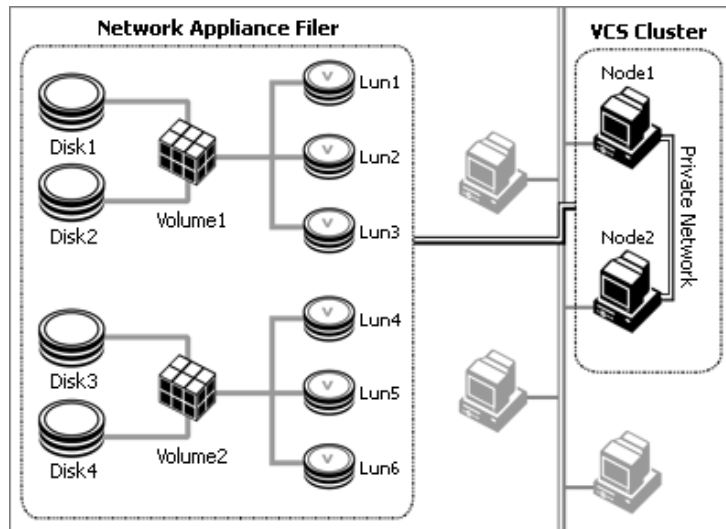 Network Appliance Filer
VCS Cluster
Disk1
Disk2
Volume1
Lun1
Lun2
Lun3
Disk3
Disk4
Volume2
Lun4
Lun5
Lun6
Node1
Node2
Private Network
V
V
V
V
V
V